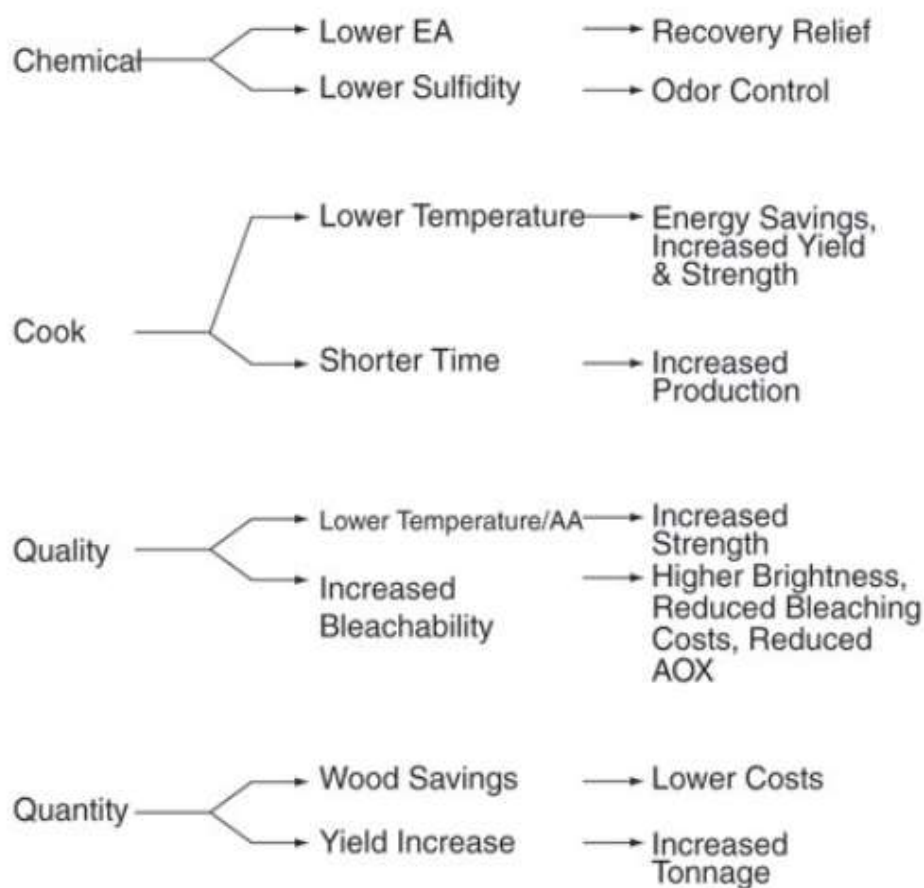 Chemical
Lower EA
Recovery Relief
Lower Sulfidity
Odor Control
Cook
Lower Temperature
Energy Savings,
Increased Yield
& Strength
Shorter Time
Increased
Production
Quality
Lower Temperature/AA
Increased
Strength
Increased
Bleachability
Higher Brightness,
Reduced Bleaching
Costs, Reduced
AOX
Quantity
Wood Savings
Lower Costs
Yield Increase
Increased
Tonnage